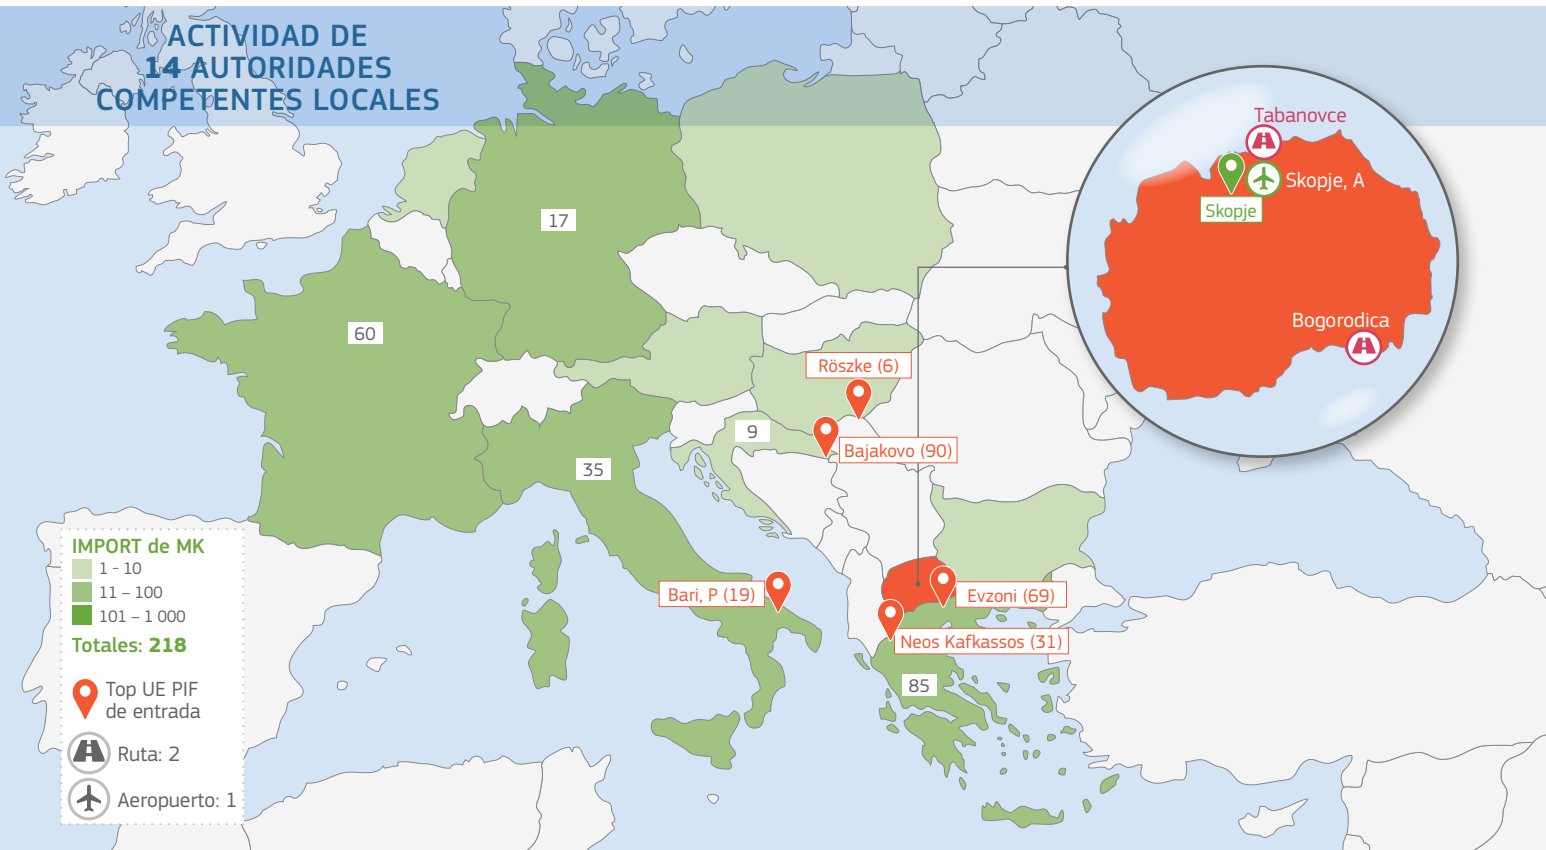 ACTIVIDAD DE
14 AUTORIDADES
COMPETENTES LOCALES
Tabanovce
Skopje, A
Skopje
Bogorodica
17
60
Röszke (6)
9
Bajakovo (90)
35
Bari, P (19)
Evzoni (69)
Neos Kafkassos (31)
85
IMPORT de MK
1 - 10
11 – 100
101 – 1 000
Totales: 218
Top UE PIF
de entrada
Ruta: 2
Aeropuerto: 1